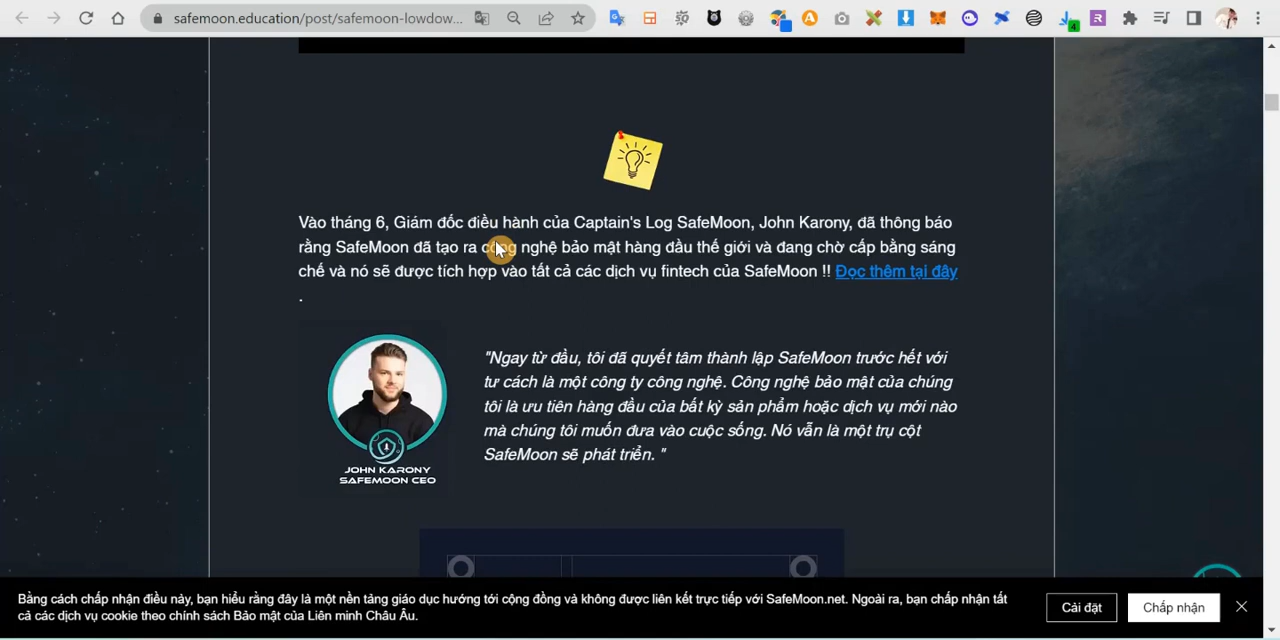 safemoon.education/post/safemoon-lowdow...
4
R
Vào tháng 6, Giám đốc điều hành của Captain's Log SafeMoon, John Karony, đã thông báo
rằng SafeMoon đã tạo ra công nghệ bảo mật hàng đầu thế giới và đang chờ cấp bằng sáng
chế và nó sẽ được tích hợp vào tất cả các dịch vụ fintech của SafeMoon !! Đọc thêm tại đây
.
"Ngay từ đầu, tôi đã quyết tâm thành lập SafeMoon trước hết với
tư cách là một công ty công nghệ. Công nghệ bảo mật của chúng
tôi là ưu tiên hàng đầu của bất kỳ sản phẩm hoặc dịch vụ mới nào
mà chúng tôi muốn đưa vào cuộc sống. Nó vẫn là một trụ cột
SafeMoon sẽ phát triển. "
JOHN KARONY
SAFEMOON CEO
Bằng cách chấp nhận điều này, bạn hiểu rằng đây là một nền tảng giáo dục hướng tới cộng đồng và không được liên kết trực tiếp với SafeMoon.net. Ngoài ra, bạn chấp nhận tất
cả các dịch vụ cookie theo chính sách Bảo mật của Liên minh Châu Âu.
Cài đặt
Chấp nhận